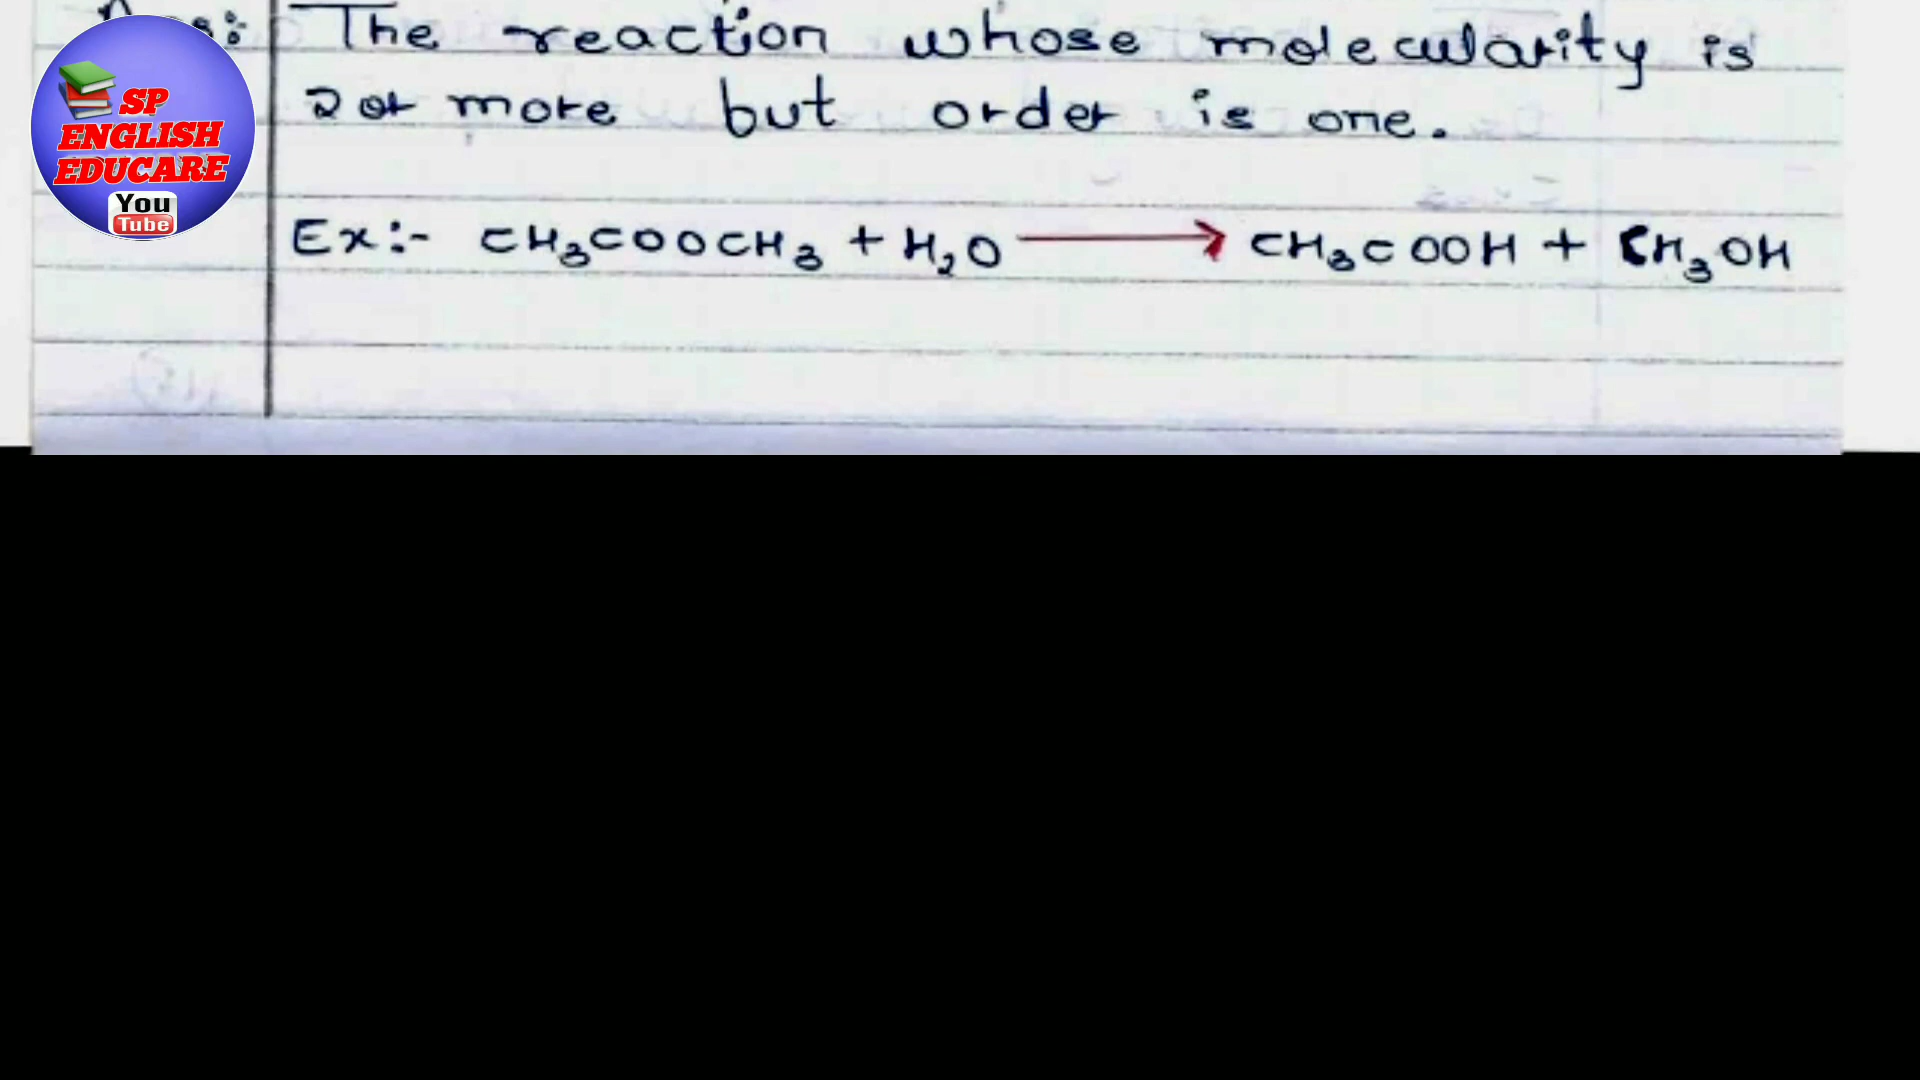 SP
ENGLISH
EDUCARE
You
Tube
The reaction whose molecularity is
2 or more but order is one.
Ex:- CH₃COOCH₃ + H₂O ⟶ CH₃COOH + CH₃OH